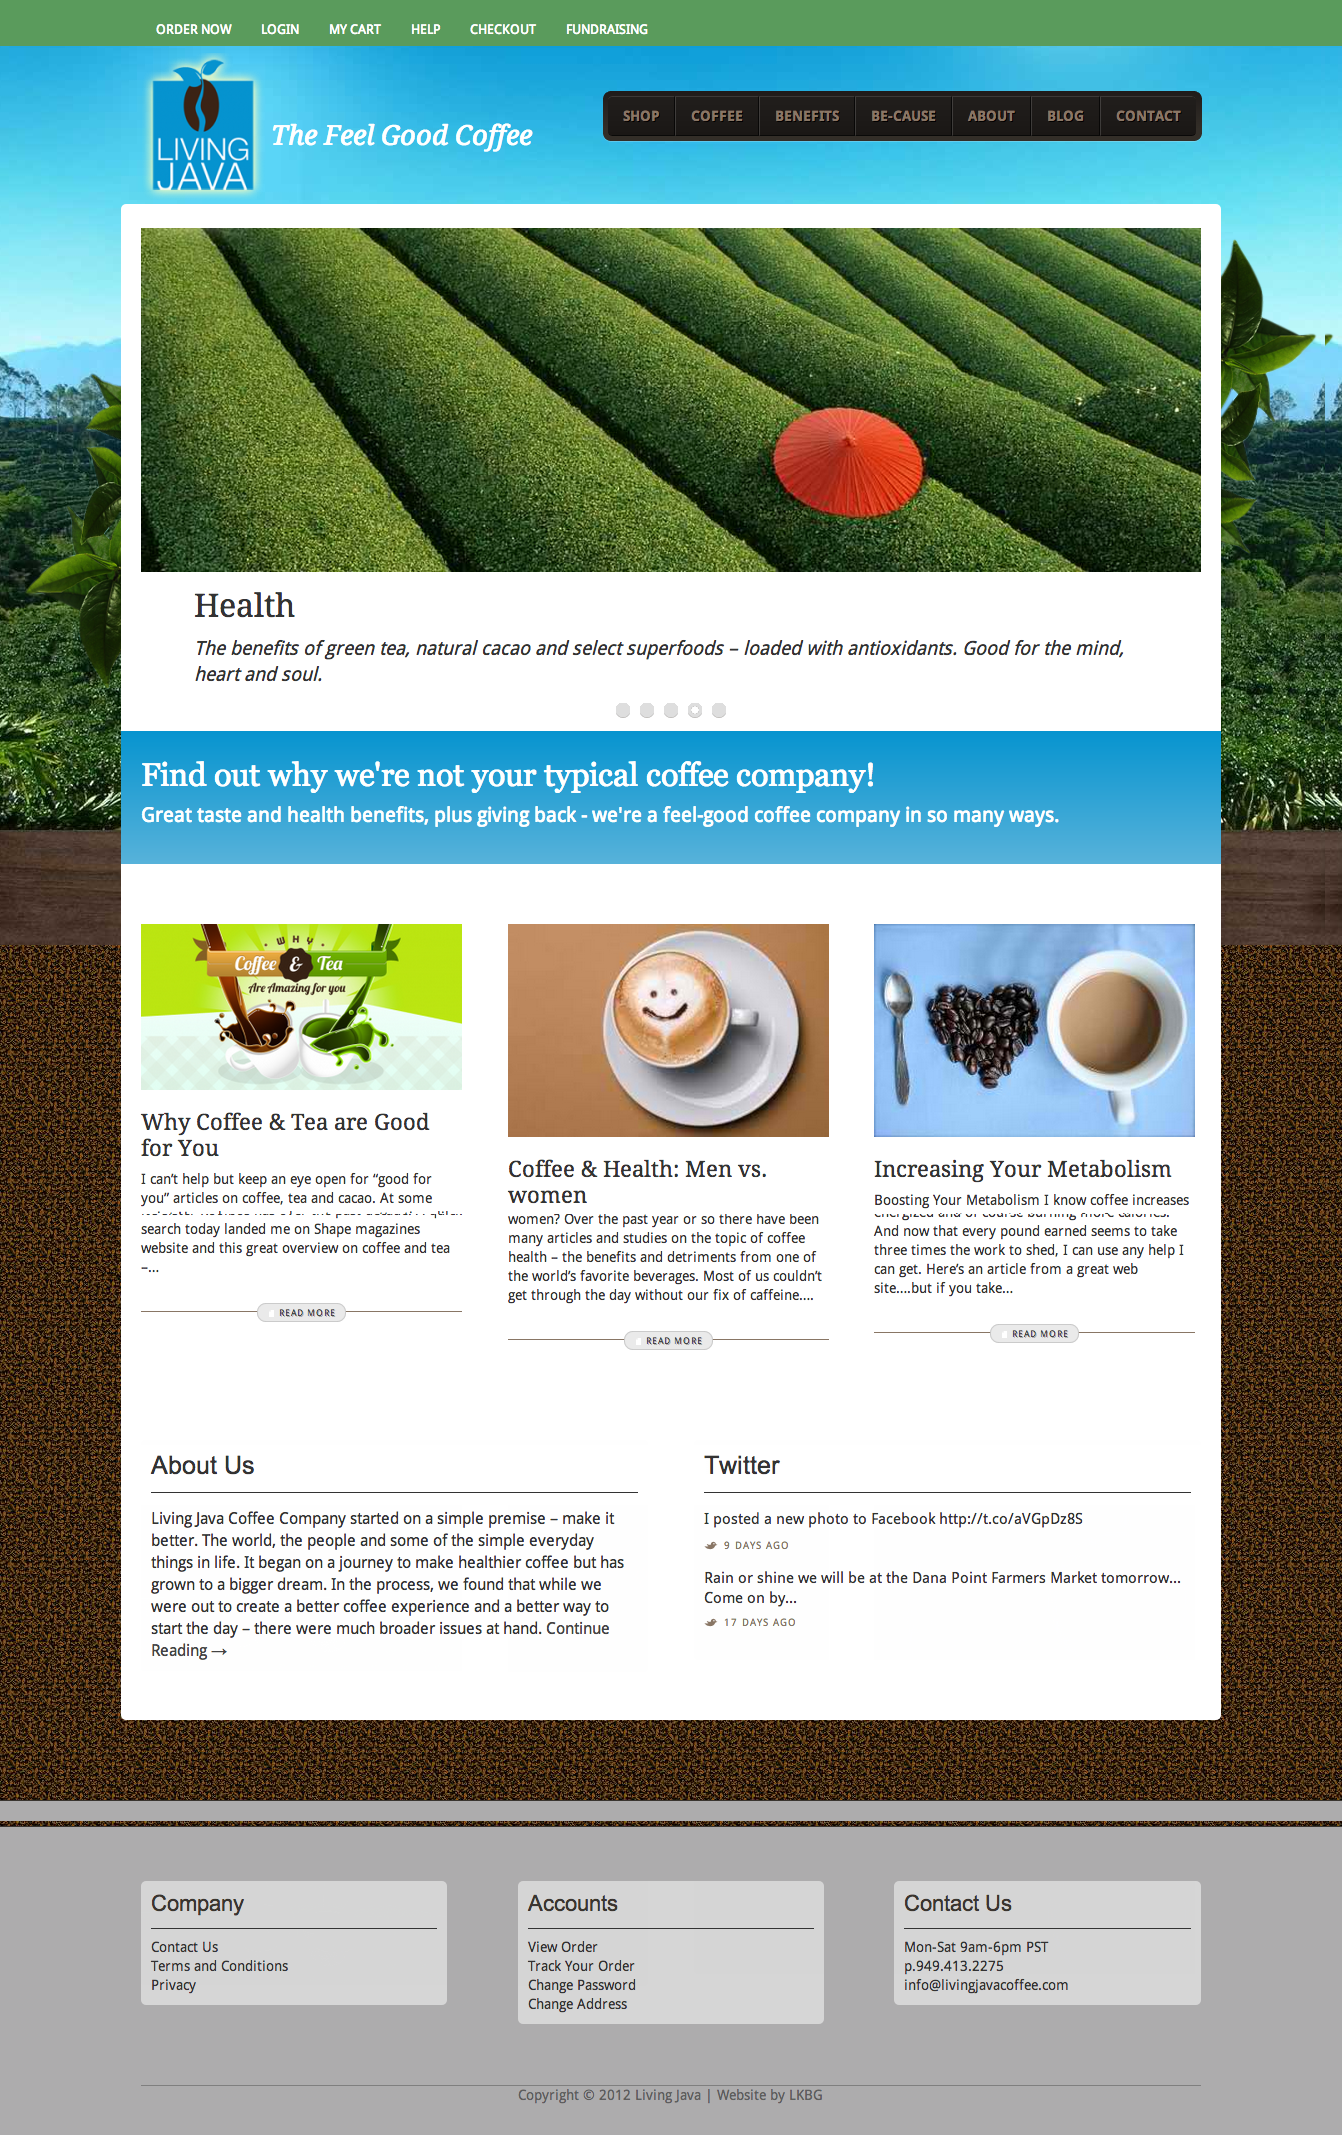 ORDER NOW LOGIN MY CART HELP CHECKOUT FUNDRAISING
LIVING
JAVA
The Feel Good Coffee
SHOP COFFEE BENEFITS BE-CAUSE ABOUT BLOG CONTACT
Health
The benefits of green tea, natural cacao and select superfoods – loaded with antioxidants. Good for the mind,
heart and soul.
Find out why we're not your typical coffee company!
Great taste and health benefits, plus giving back - we're a feel-good coffee company in so many ways.
WHY
Coffee & Tea
Are Amazing for you
Why Coffee & Tea are Good
for You
I can't help but keep an eye open for “good for
you” articles on coffee, tea and cacao. At some
search today landed me on Shape magazines
website and this great overview on coffee and tea
–...
READ MORE
Coffee & Health: Men vs.
women
women? Over the past year or so there have been
many articles and studies on the topic of coffee
health – the benefits and detriments from one of
the world's favorite beverages. Most of us couldn't
get through the day without our fix of caffeine....
READ MORE
Increasing Your Metabolism
Boosting Your Metabolism I know coffee increases
energized and of course burning more calories.
And now that every pound earned seems to take
three times the work to shed, I can use any help I
can get. Here's an article from a great web
site....but if you take...
READ MORE
About Us
Living Java Coffee Company started on a simple premise – make it
better. The world, the people and some of the simple everyday
things in life. It began on a journey to make healthier coffee but has
grown to a bigger dream. In the process, we found that while we
were out to create a better coffee experience and a better way to
start the day – there were much broader issues at hand. Continue
Reading →
Twitter
I posted a new photo to Facebook http://t.co/aVGpDz8S
9 DAYS AGO
Rain or shine we will be at the Dana Point Farmers Market tomorrow...
Come on by...
17 DAYS AGO
Company
Contact Us
Terms and Conditions
Privacy
Accounts
View Order
Track Your Order
Change Password
Change Address
Contact Us
Mon-Sat 9am-6pm PST
p.949.413.2275
info@livingjavacoffee.com
Copyright © 2012 Living Java | Website by LKBG